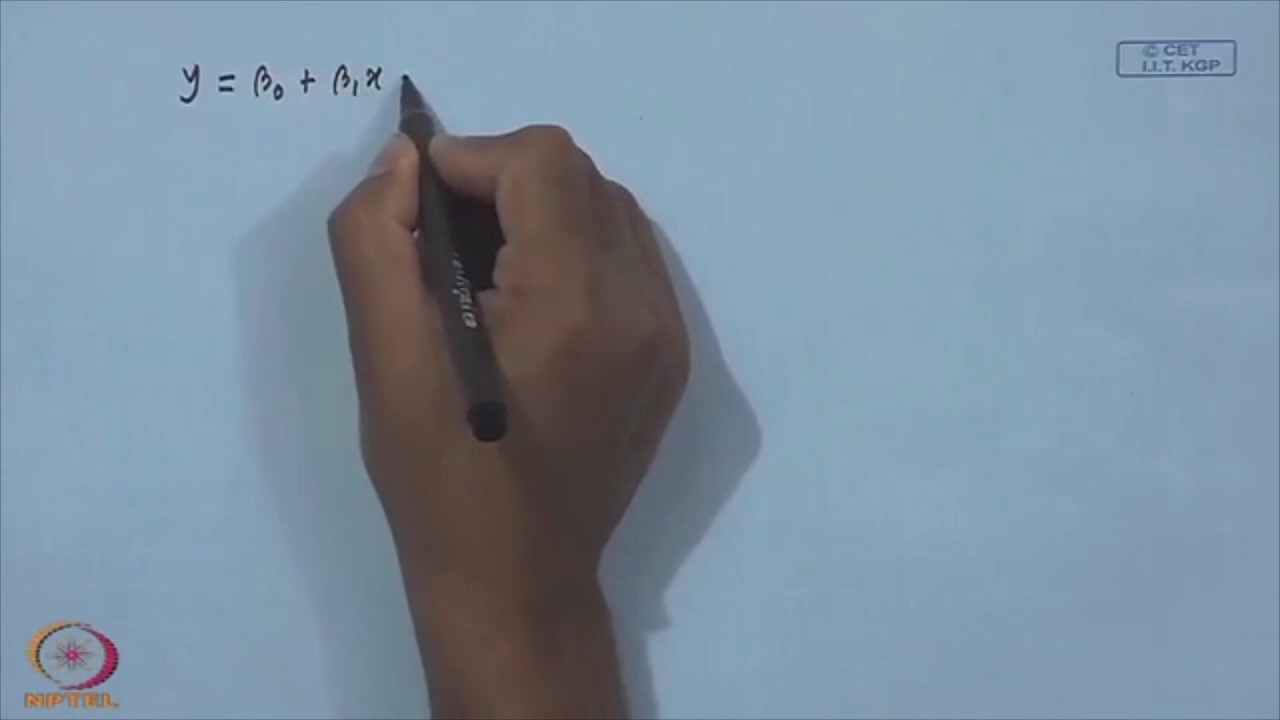 y = β₀ + β₁x
© CET
I.I.T. KGP
NPTEL